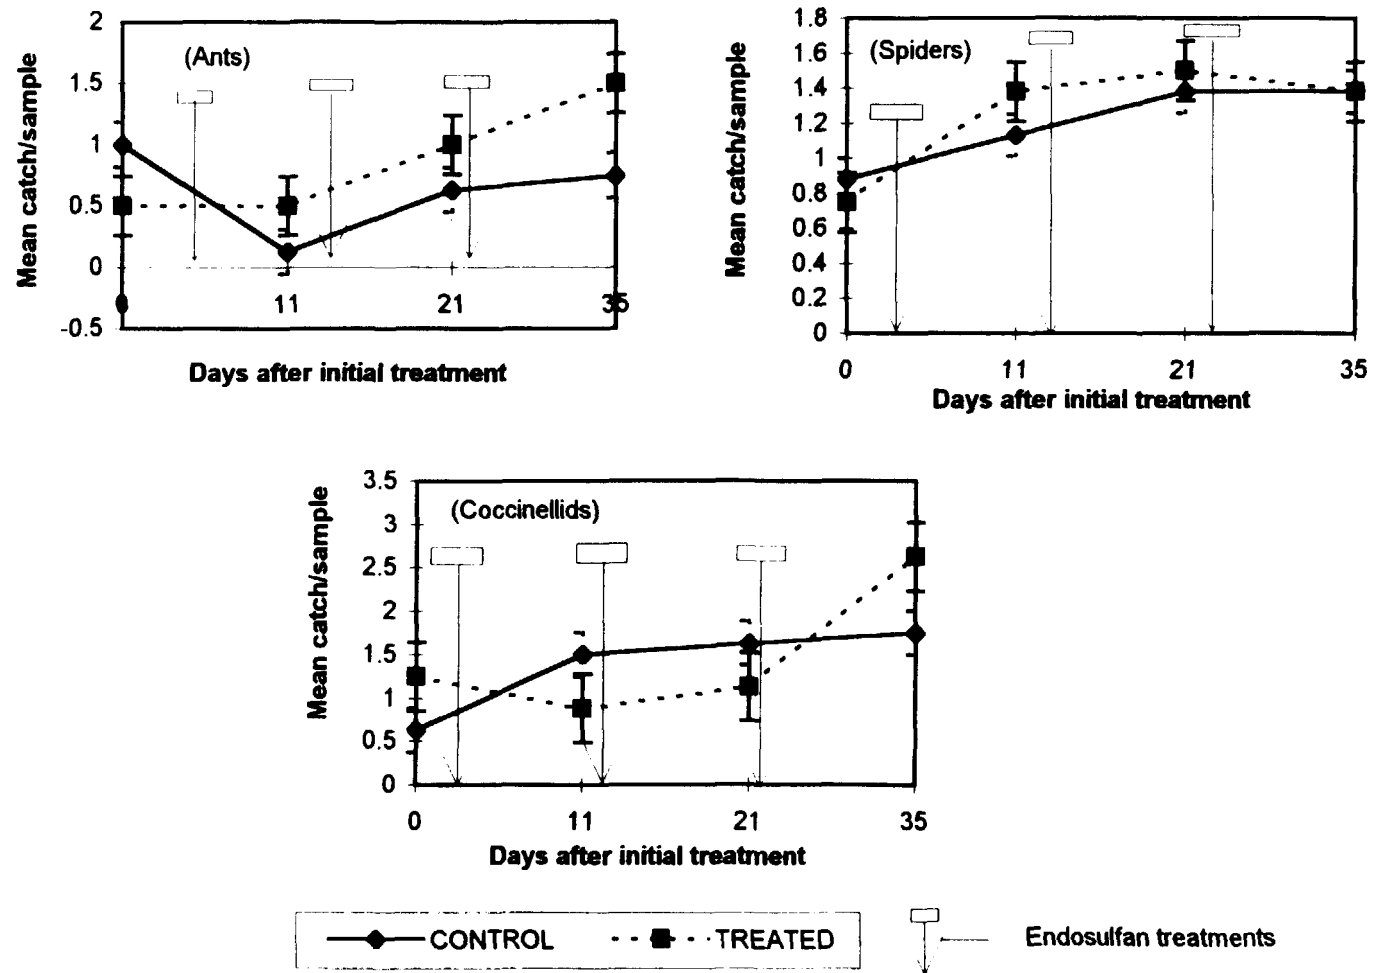 2
(Ants)
1.5
1
0.5
0
-0.5
0 11 21 35
Mean catch/sample
Days after initial treatment
1.8
(Spiders)
1.6
1.4
1.2
1
0.8
0.6
0.4
0.2
0
0 11 21 35
Mean catch/sample
Days after initial treatment
3.5
(Coccinellids)
3
2.5
2
1.5
1
0.5
0
0 11 21 35
Mean catch/sample
Days after initial treatment
CONTROL TREATED
Endosulfan treatments